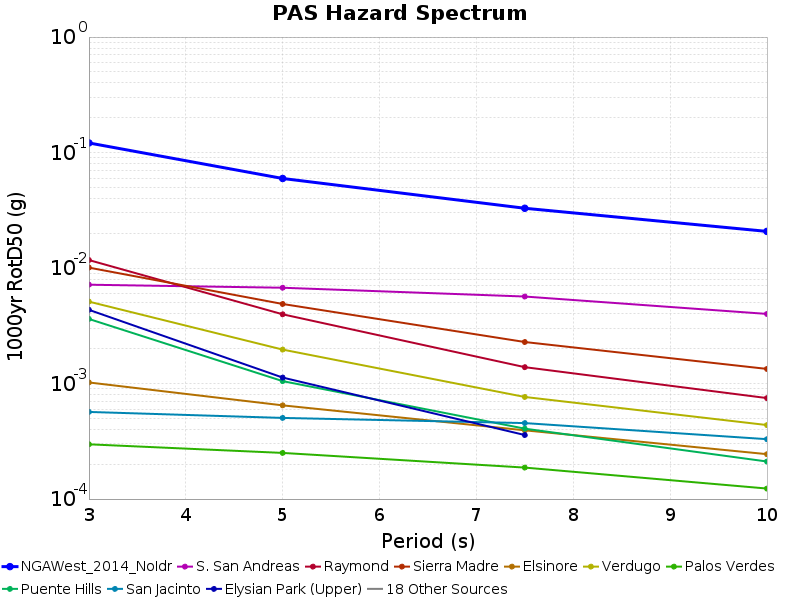 PAS Hazard Spectrum
10^0
10^-1
10^-2
10^-3
10^-4
1000yr RotD50 (g)
3 4 5 6 7 8 9 10
Period (s)
NGAWest_2014_NoIdr S. San Andreas Raymond Sierra Madre Elsinore Verdugo Palos Verdes
Puente Hills San Jacinto Elysian Park (Upper) 18 Other Sources